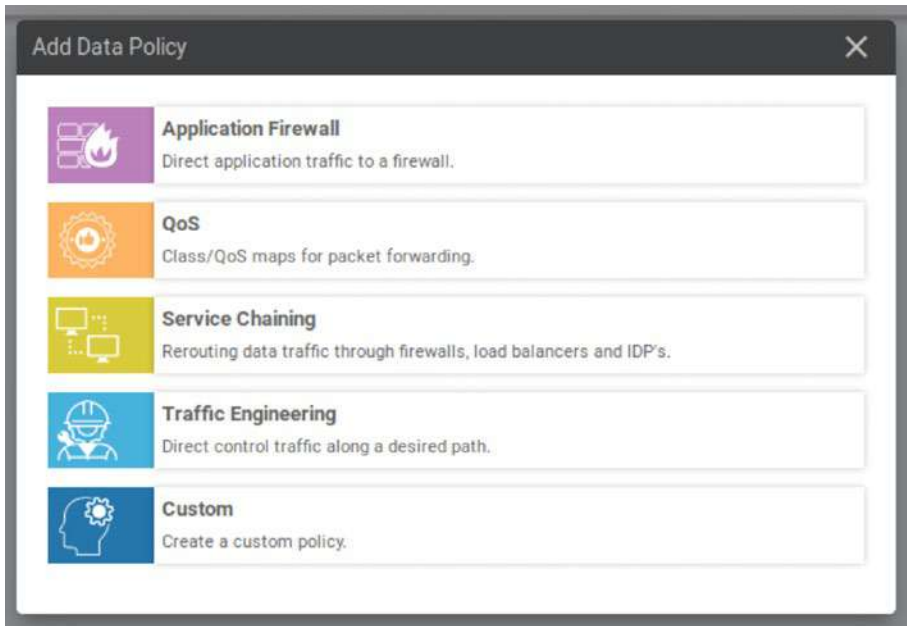 Add Data Policy
Application Firewall
Direct application traffic to a firewall.
QoS
Class/QoS maps for packet forwarding.
Service Chaining
Rerouting data traffic through firewalls, load balancers and IDP's.
Traffic Engineering
Direct control traffic along a desired path.
Custom
Create a custom policy.